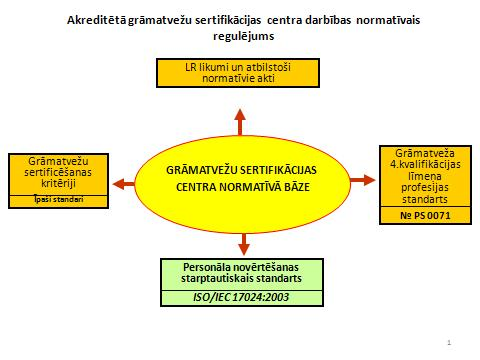 Akreditētā grāmatvežu sertifikācijas centra darbības normatīvais
regulējums
LR likumi un atbilstoši
normatīvie akti
Grāmatvežu
sertificēšanas
kritēriji
Īpaši standari
GRĀMATVEŽU SERTIFIKĀCIJAS
CENTRA NORMATĪVĀ BĀZE
Grāmatveža
4.kvalifikācijas
līmeņa
profesijas
standarts
№ PS 0071
Personāla novērtēšanas
starptautiskais standarts
ISO/IEC 17024:2003
1